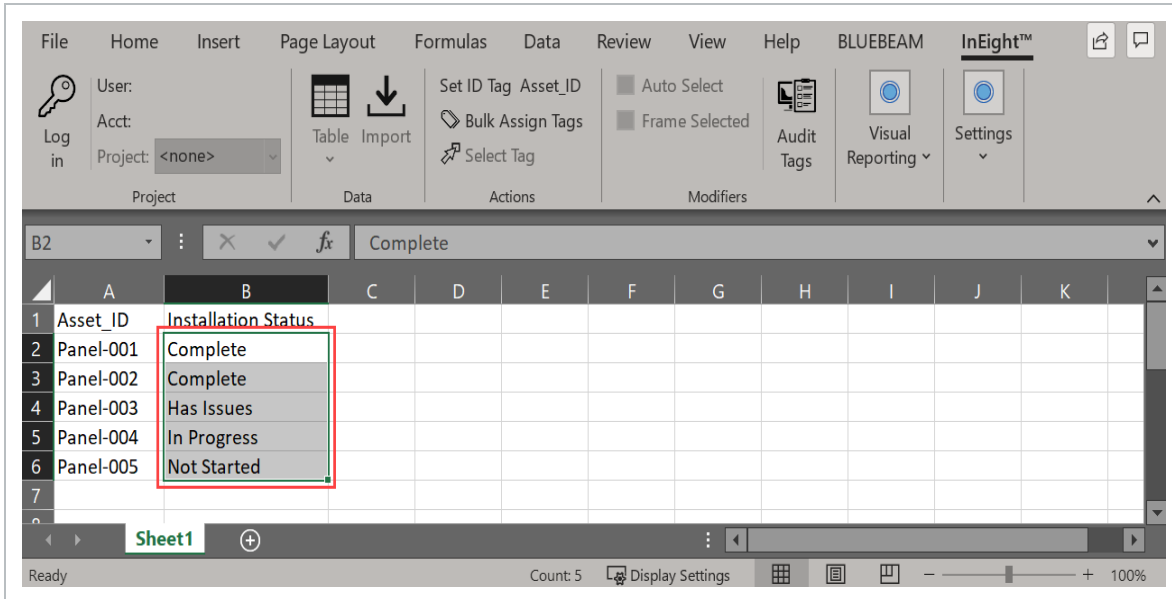 File Home Insert Page Layout Formulas Data Review View Help BLUEBEAM InEight™
User: Set ID Tag Asset_ID Auto Select
Acct: Bulk Assign Tags Frame Selected
Log in Project: <none> Table Import Select Tag Audit Tags Visual Reporting Settings
Project Data Actions Modifiers
B2 fx Complete
A B C D E F G H I J K
1 Asset_ID Installation Status
2 Panel-001 Complete
3 Panel-002 Complete
4 Panel-003 Has Issues
5 Panel-004 In Progress
6 Panel-005 Not Started
7
Sheet1
Ready Count: 5 Display Settings 100%